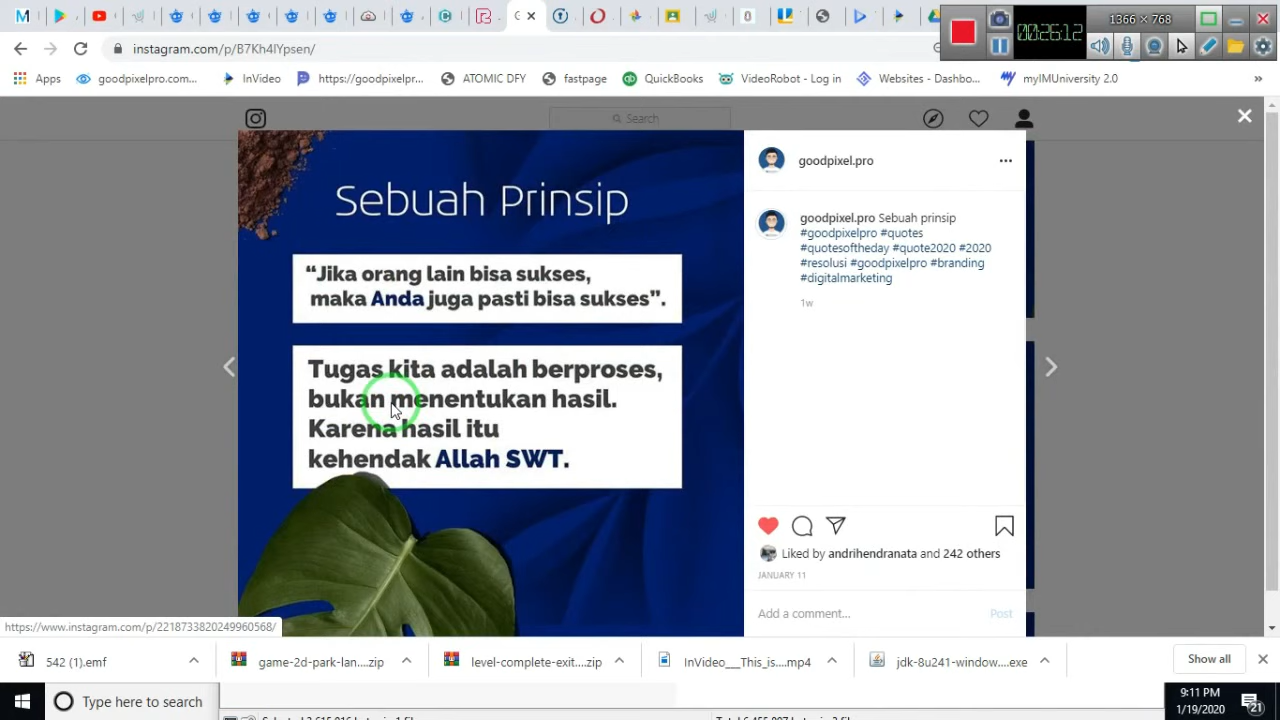 00:26:12
1366 × 768
instagram.com/p/B7Kh4lYpsen/
Apps
goodpixelpro.com...
InVideo
https://goodpixelpr...
ATOMIC DFY
fastpage
QuickBooks
VideoRobot - Log in
Websites - Dashbo...
myIMUniversity 2.0
»
Search
Sebuah Prinsip
“Jika orang lain bisa sukses,
maka Anda juga pasti bisa sukses”.
Tugas kita adalah berproses,
bukan menentukan hasil.
Karena hasil itu
kehendak Allah SWT.
goodpixel.pro
goodpixel.pro Sebuah prinsip
#goodpixelpro #quotes
#quotesoftheday #quote2020 #2020
#resolusi #goodpixelpro #branding
#digitalmarketing
1w
Liked by andrihendranata and 242 others
JANUARY 11
Add a comment...
Post
https://www.instagram.com/p/2218733820249960568/
542 (1).emf
game-2d-park-lan....zip
level-complete-exit....zip
InVideo___This_is....mp4
jdk-8u241-window....exe
Show all
Type here to search
9:11 PM
1/19/2020
21